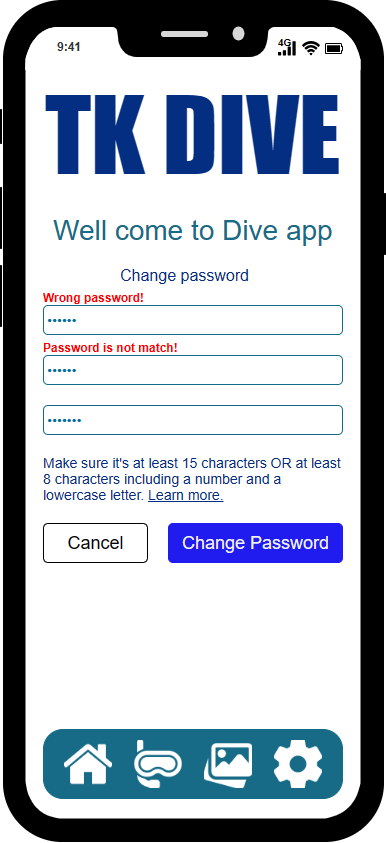 9:41
4G
TK DIVE
Well come to Dive app
Change password
Wrong password!
••••••
Password is not match!
••••••
•••••••
Make sure it's at least 15 characters OR at least
8 characters including a number and a
lowercase letter. Learn more.
Cancel
Change Password